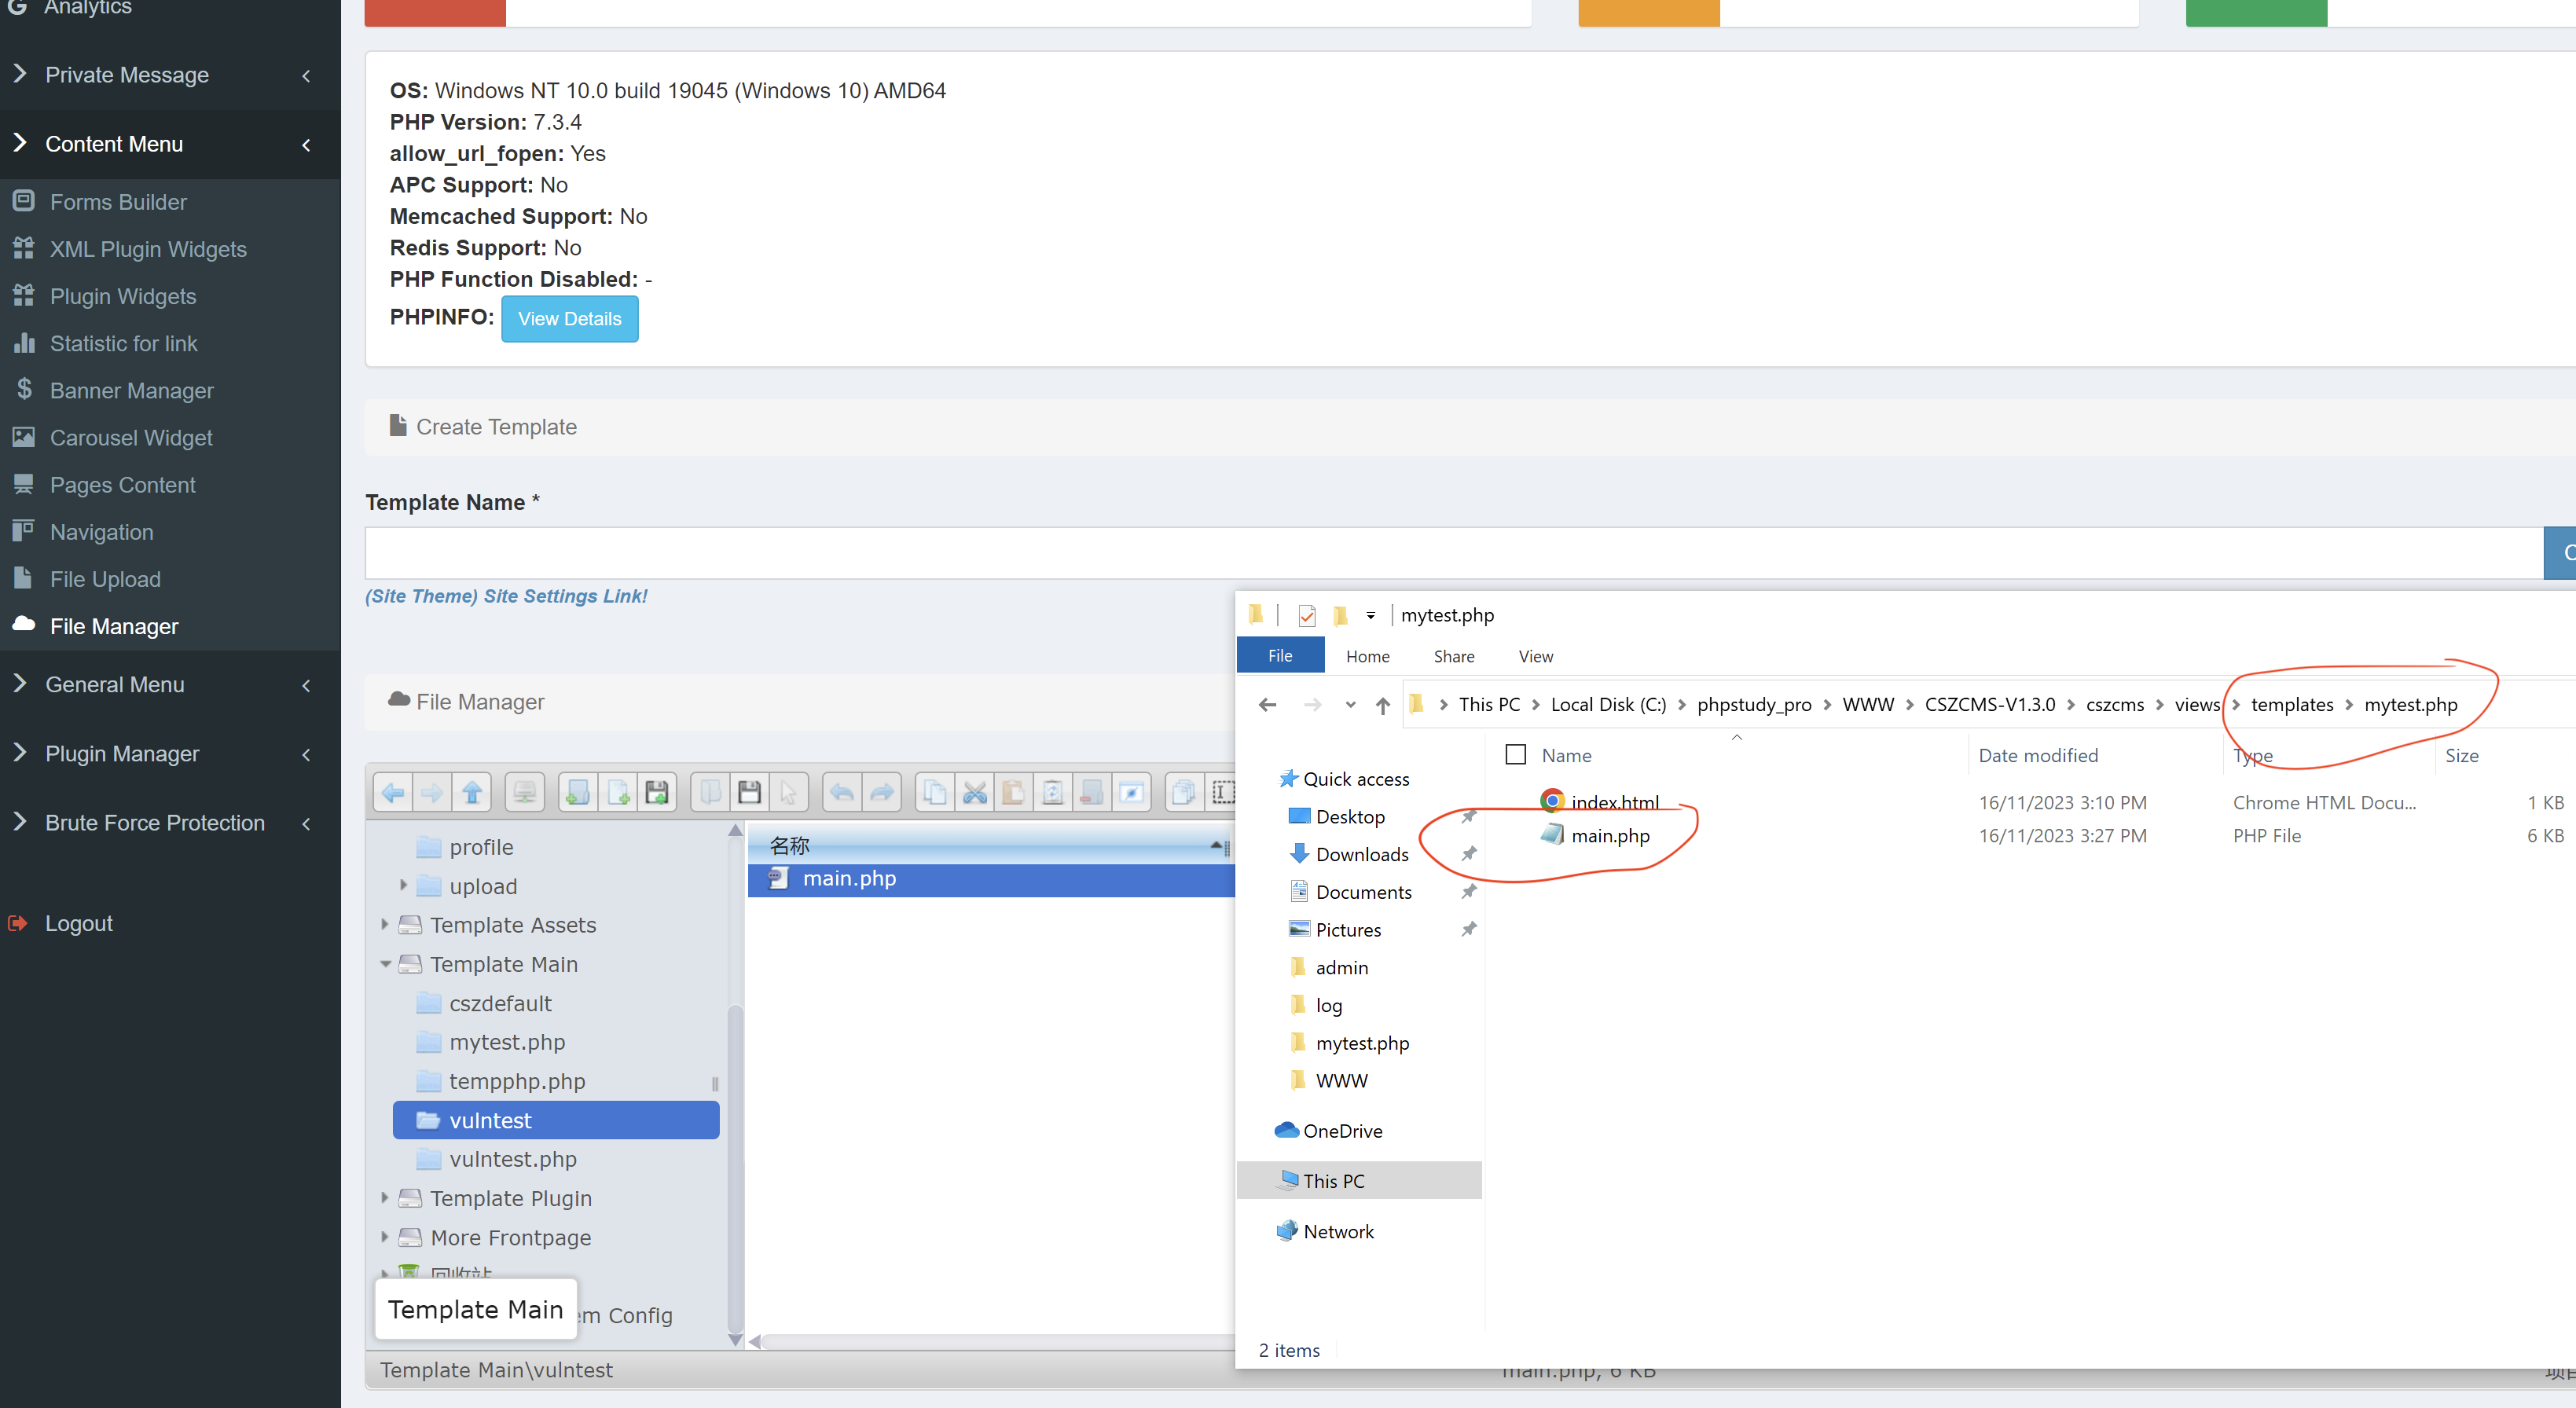 Analytics
Private Message
Content Menu
Forms Builder
XML Plugin Widgets
Plugin Widgets
Statistic for link
Banner Manager
Carousel Widget
Pages Content
Navigation
File Upload
File Manager
General Menu
Plugin Manager
Brute Force Protection
Logout
OS: Windows NT 10.0 build 19045 (Windows 10) AMD64
PHP Version: 7.3.4
allow_url_fopen: Yes
APC Support: No
Memcached Support: No
Redis Support: No
PHP Function Disabled: -
PHPINFO: View Details
Create Template
Template Name *
(Site Theme) Site Settings Link!
File Manager
profile
upload
Template Assets
Template Main
cszdefault
mytest.php
tempphp.php
vulntest
vulntest.php
Template Plugin
More Frontpage
回收站
Template Main
em Config
名称
main.php
Template Main\vulntest
main.php, 6 KB
mytest.php
File Home Share View
This PC Local Disk (C:) phpstudy_pro WWW CSZCMS-V1.3.0 cszcms views templates mytest.php
Name Date modified Type Size
index.html 16/11/2023 3:10 PM Chrome HTML Docu... 1 KB
main.php 16/11/2023 3:27 PM PHP File 6 KB
Quick access
Desktop
Downloads
Documents
Pictures
admin
log
mytest.php
WWW
OneDrive
This PC
Network
2 items